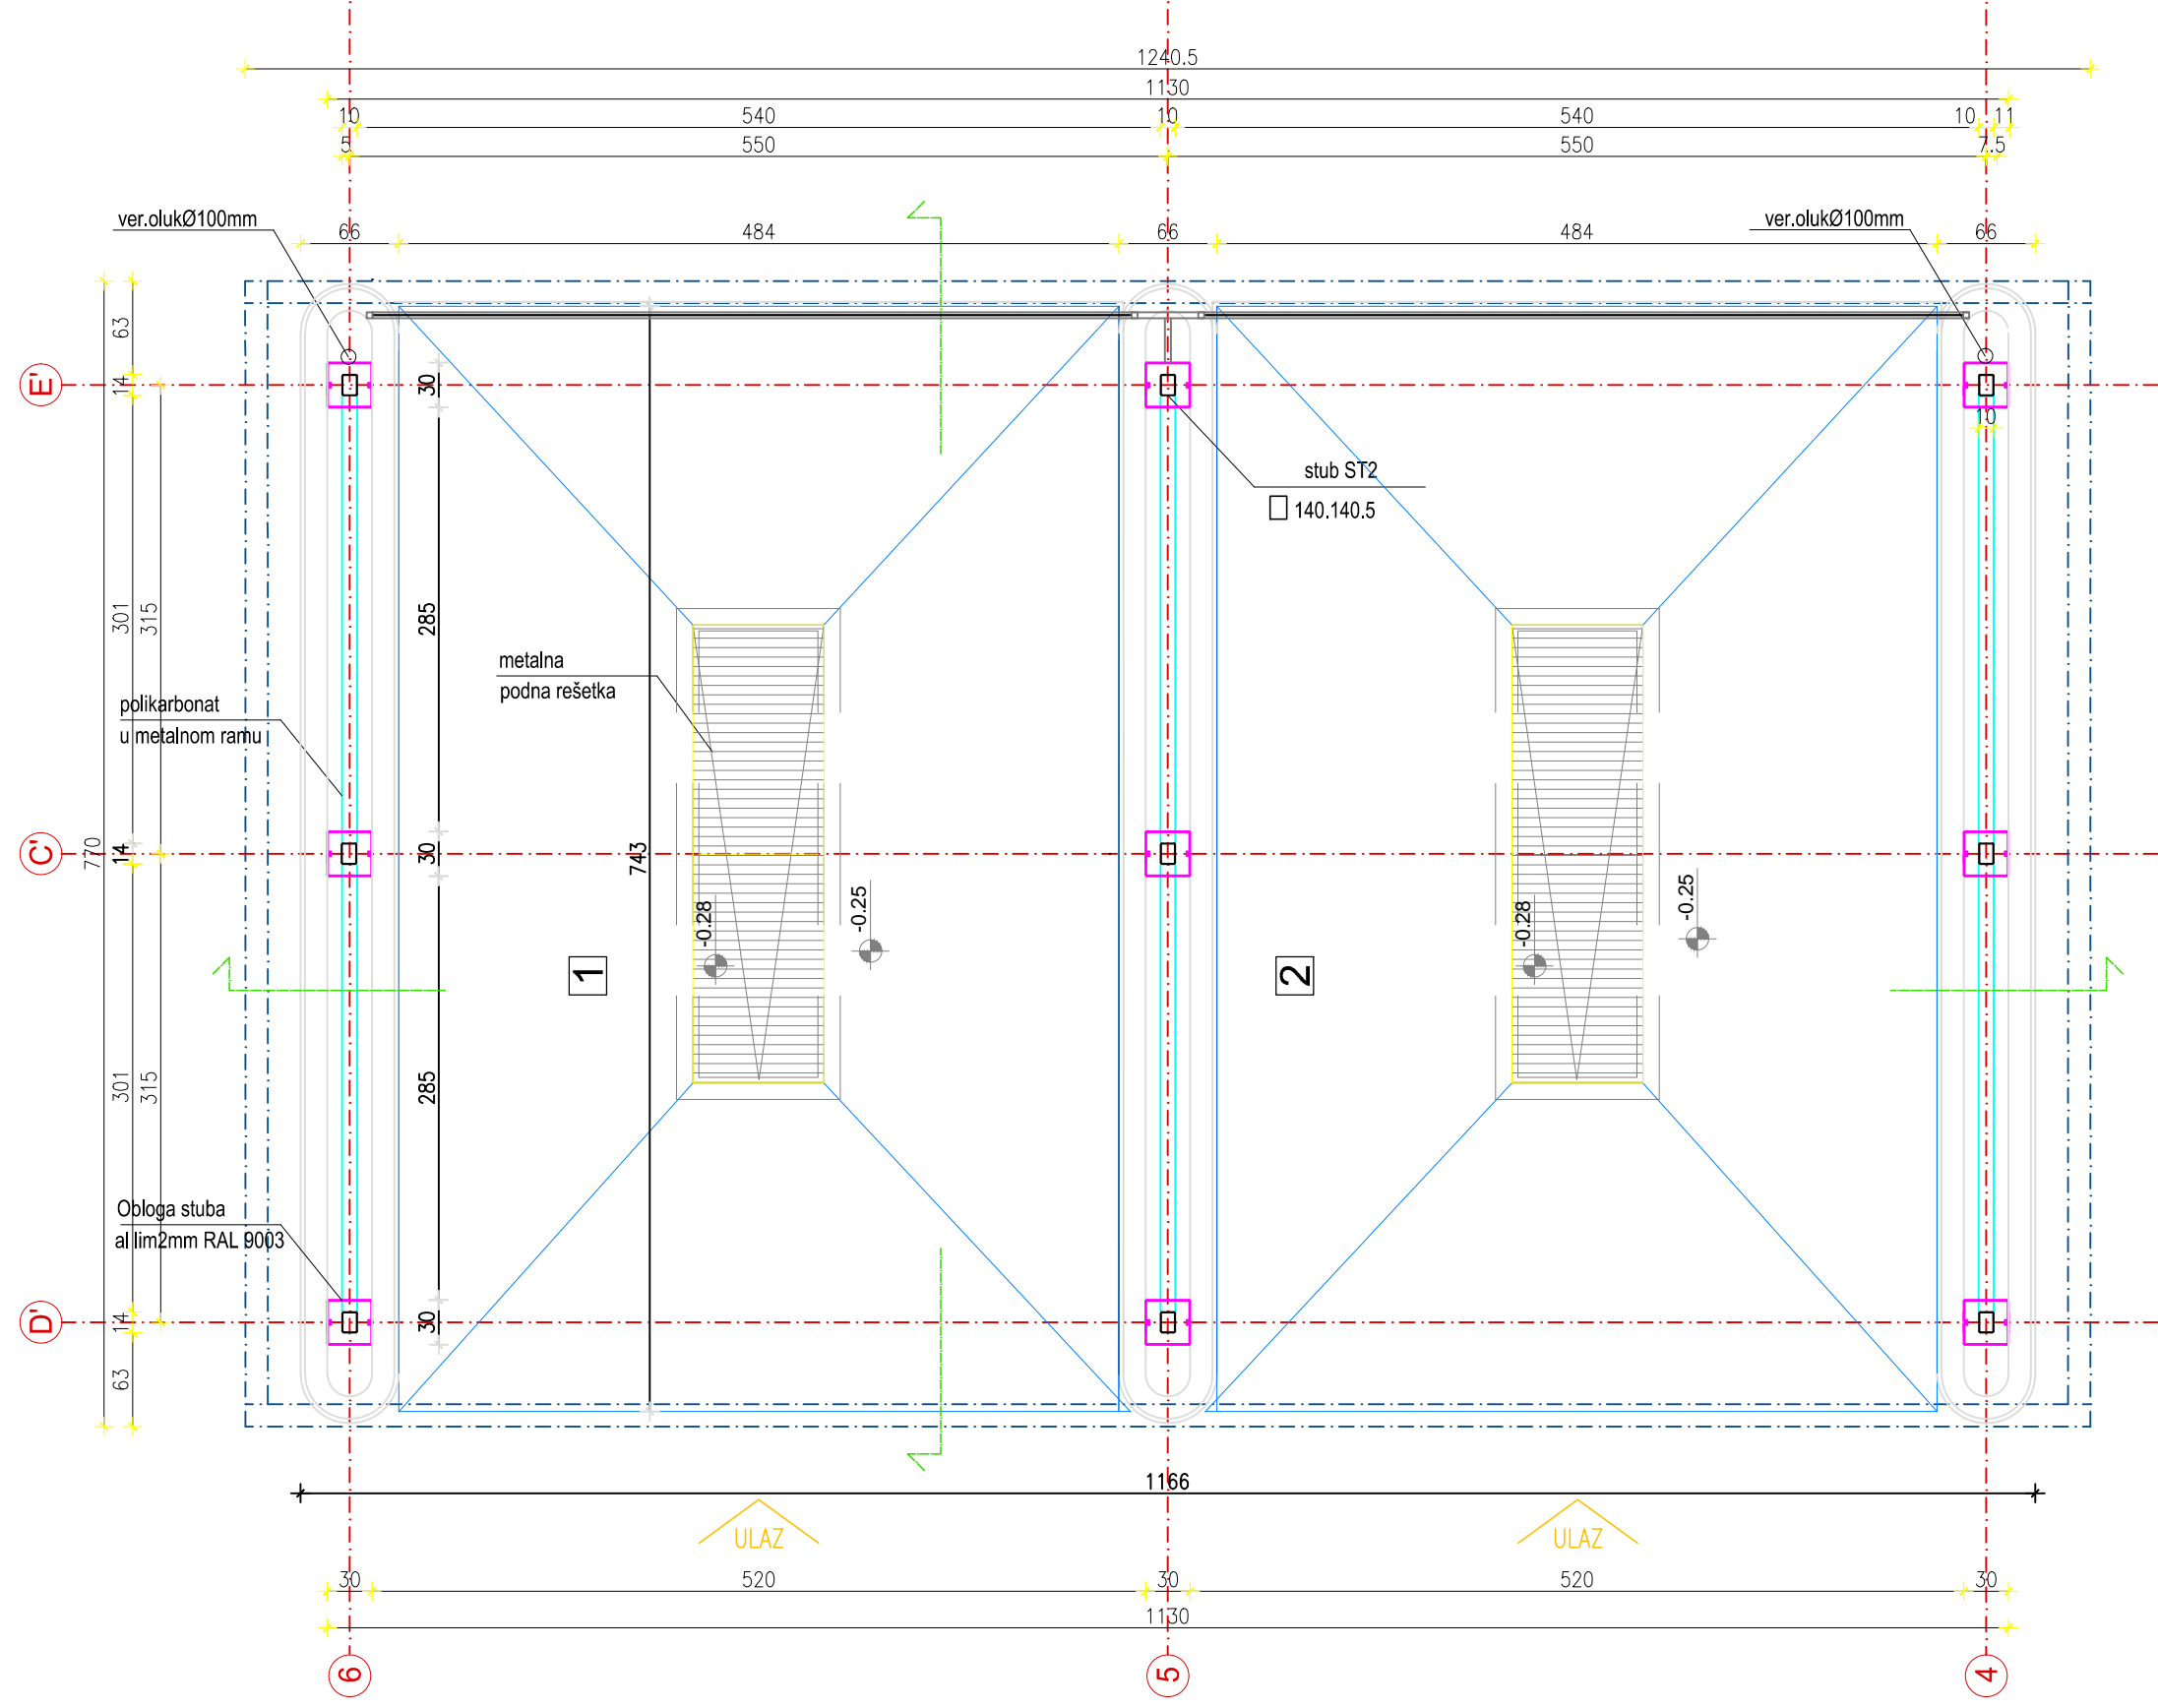 1240.5
1130
10 540 10 540 10 11
5 550 550 7.5
ver.olukØ100mm
ver.olukØ100mm
66 484 66 484 66
63
E'
14
30
10
stub ST2
140.140.5
301
315
285
metalna
podna rešetka
polikarbonat
u metalnom ramu
C'
770
14
30
743
-0.28
-0.25
-0.28
-0.25
1
2
301
315
285
Obloga stuba
al lim2mm RAL 9003
D'
14
30
63
1166
ULAZ
ULAZ
30 520 30 520 30
1130
6
5
4